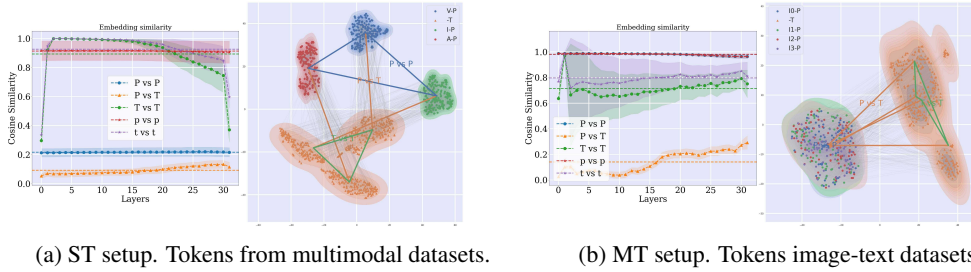 Embedding similarity
Cosine Similarity
1.0
0.8
0.6
0.4
0.2
0.0
P vs P
P vs T
T vs T
p vs p
t vs t
0 5 10 15 20 25 30
Layers
V-P
-T
I-P
A-P
P vs P
(a) ST setup. Tokens from multimodal datasets.
Embedding similarity
Cosine Similarity
1.0
0.8
0.6
0.4
0.2
0.0
P vs P
P vs T
T vs T
p vs p
t vs t
0 5 10 15 20 25 30
Layers
I0-P
-T
I1-P
I2-P
I3-P
P vs T
(b) MT setup. Tokens image-text datasets